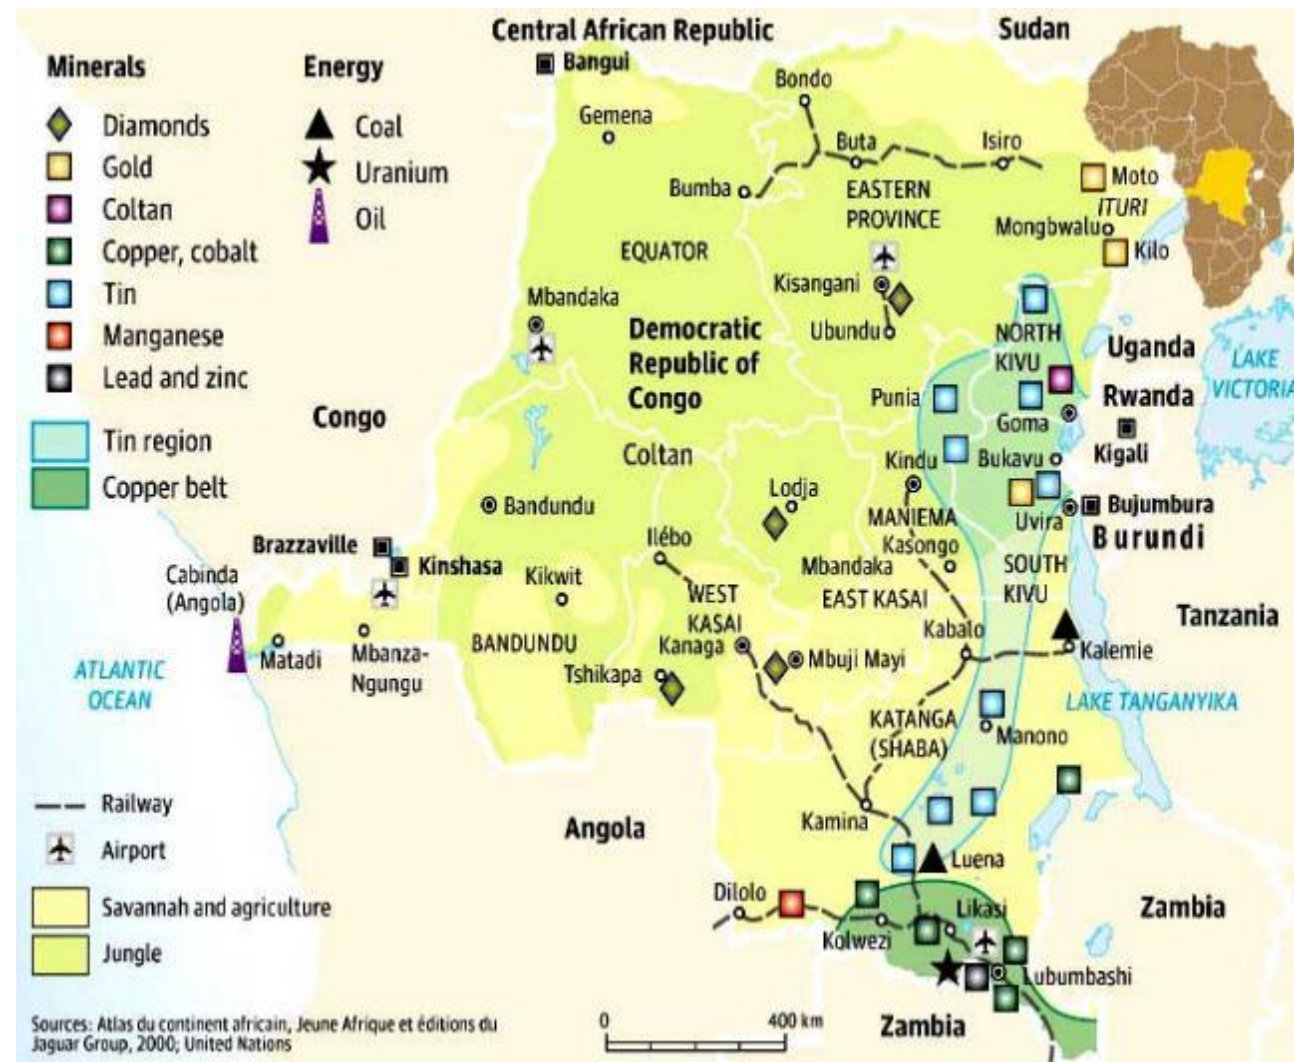 Central African Republic
Sudan
Minerals
Energy
Bangui
Bondo
Diamonds
Coal
Gemena
Buta
Isiro
Gold
Uranium
Bumba
EASTERN
PROVINCE
Moto
ITURI
Coltan
Oil
Mongbwalu
Copper, cobalt
EQUATOR
Kilo
Tin
Kisangani
Mbandaka
Manganese
Democratic
Republic of
Congo
Ubundu
NORTH
KIVU
Uganda
LAKE
VICTORIA
Lead and zinc
Punia
Rwanda
Congo
Goma
Tin region
Coltan
Kindu
Bukavu
Kigali
Copper belt
Lodja
Bandundu
MANIEMA
Uvira
Bujumbura
Burundi
Brazzaville
Ilébo
Kasongo
Kinshasa
Cabinda
(Angola)
Kikwit
Mbandaka
SOUTH
KIVU
WEST
KASAI
EAST KASAI
Tanzania
BANDUNDU
Kanaga
Kabalo
Matadi
Mbanza-
Ngungu
Tshikapa
Mbuji Mayi
Kalemie
ATLANTIC
OCEAN
LAKE TANGANYIKA
KATANGA
(SHABA)
Manono
Railway
Kamina
Angola
Airport
Luena
Dilolo
Savannah and agriculture
Likasi
Zambia
Kolwezi
Jungle
Lubumbashi
Sources: Atlas du continent africain, Jeune Afrique et éditions du
Jaguar Group, 2000; United Nations
0
400 km
Zambia